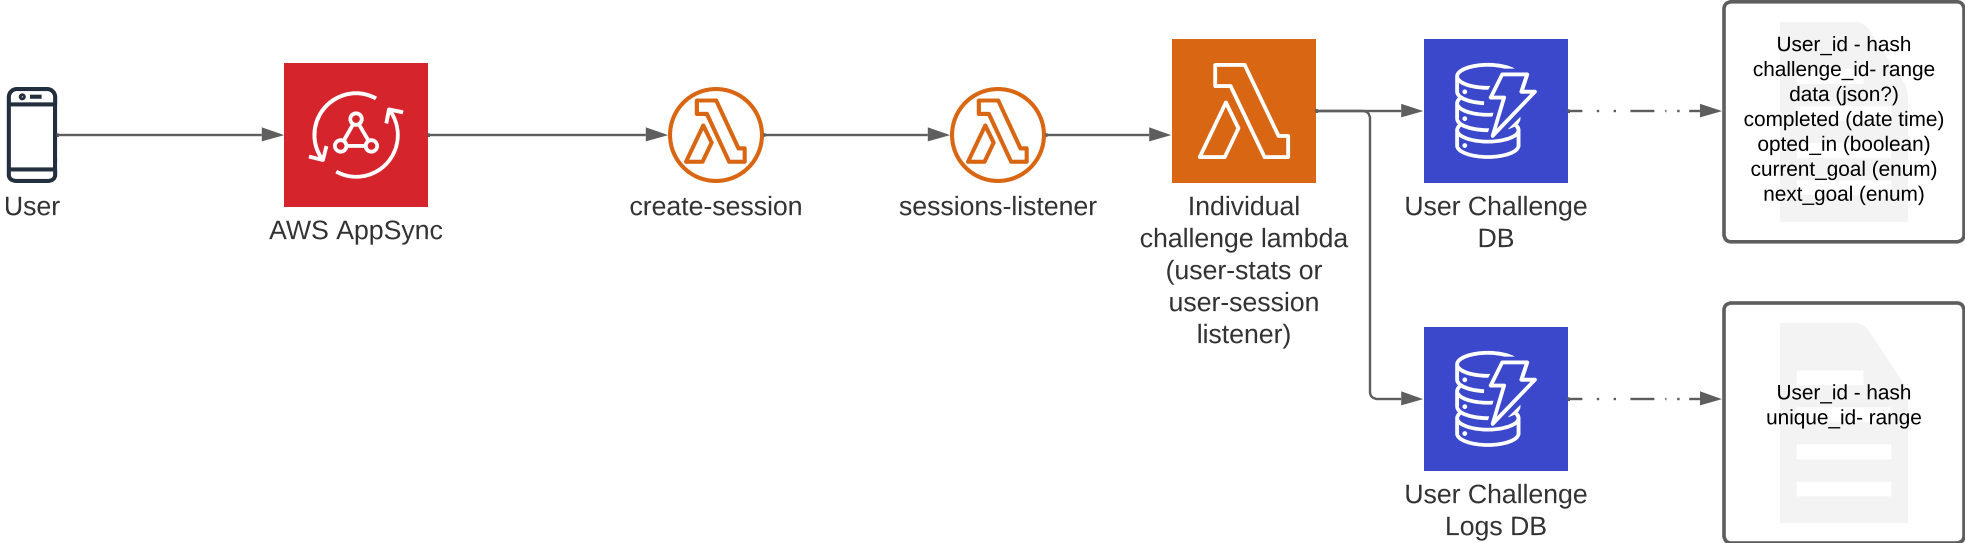 User
AWS AppSync
create-session
sessions-listener
Individual
challenge lambda
(user-stats or
user-session
listener)
User Challenge
DB
User_id - hash
challenge_id- range
data (json?)
completed (date time)
opted_in (boolean)
current_goal (enum)
next_goal (enum)
User Challenge
Logs DB
User_id - hash
unique_id- range